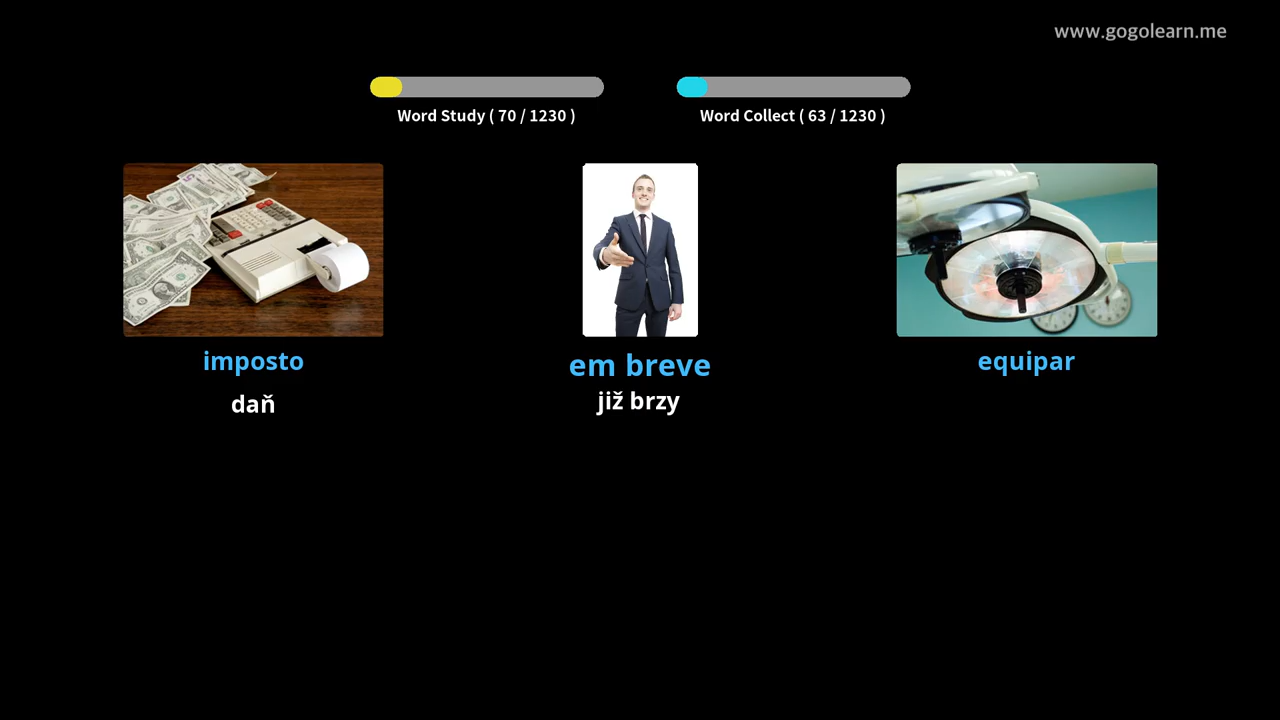 www.gogolearn.me
Word Study ( 70 / 1230 )
Word Collect ( 63 / 1230 )
imposto
daň
em breve
již brzy
equipar